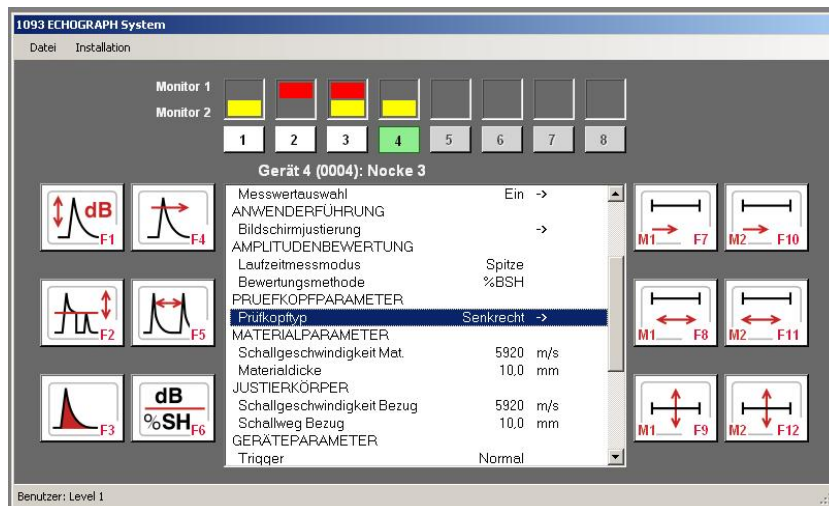 1093 ECHOGRAPH System
Datei Installation
Monitor 1
Monitor 2
1 2 3 4 5 6 7 8
Gerät 4 (0004): Nocke 3
Messwertauswahl Ein ->
ANWENDERFÜHRUNG
Bildschirmjustierung ->
AMPLITUDENBEWERTUNG
Laufzeitmessmodus Spitze
Bewertungsmethode %BSH
PRUEFKOPFPARAMETER
Prüfkopftyp Senkrecht ->
MATERIALPARAMETER
Schallgeschwindigkeit Mat. 5920 m/s
Materialdicke 10,0 mm
JUSTIERKÖRPER
Schallgeschwindigkeit Bezug 5920 m/s
Schallweg Bezug 10,0 mm
GERÄTEPARAMETER
Trigger Normal
dB F1
F4
F2
F5
F3
dB
%SH F6
M1 F7
M2 F10
M1 F8
M2 F11
M1 F9
M2 F12
Benutzer: Level 1